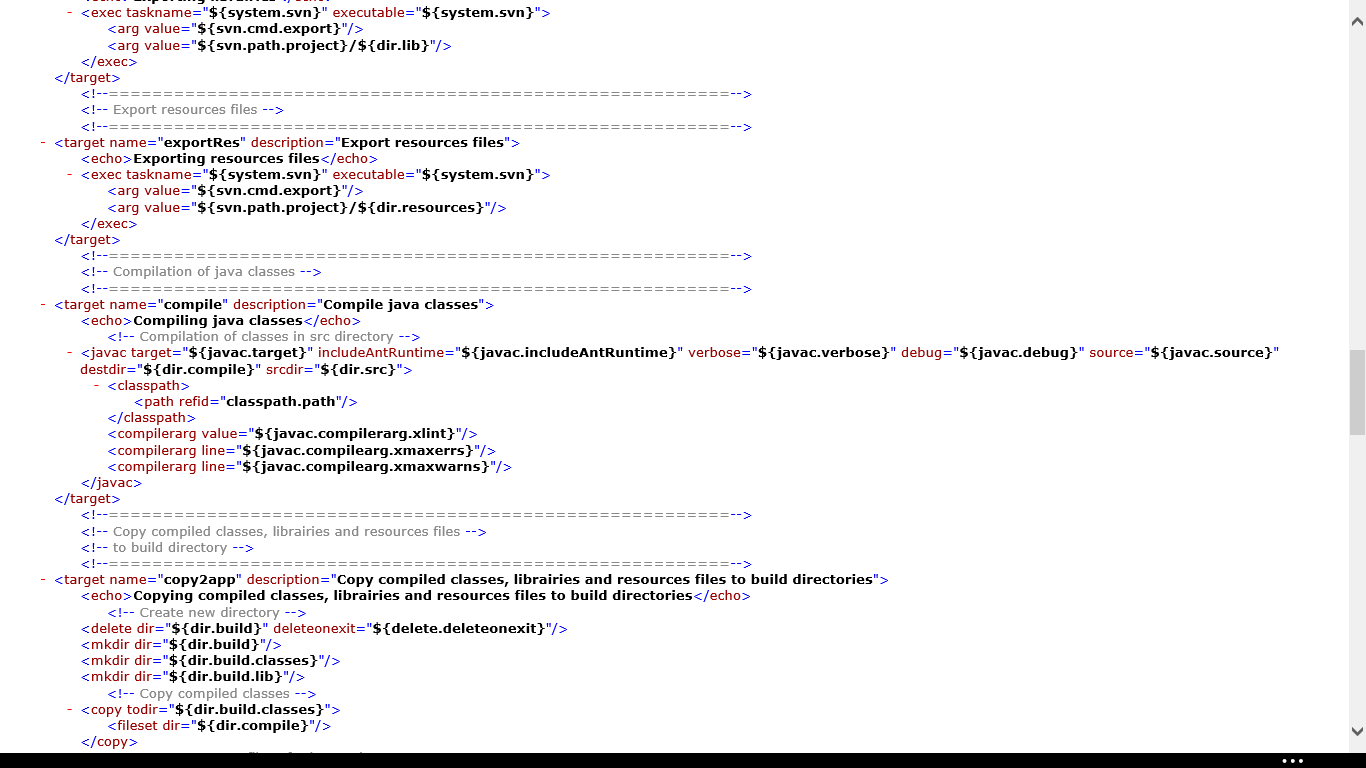 - <exec taskname="${system.svn}" executable="${system.svn}">
<arg value="${svn.cmd.export}"/>
<arg value="${svn.path.project}/${dir.lib}"/>
</exec>
</target>
<!--=====================================================================-->
<!-- Export resources files -->
<!--=====================================================================-->
- <target name="exportRes" description="Export resources files">
<echo>Exporting resources files</echo>
- <exec taskname="${system.svn}" executable="${system.svn}">
<arg value="${svn.cmd.export}"/>
<arg value="${svn.path.project}/${dir.resources}"/>
</exec>
</target>
<!--=====================================================================-->
<!-- Compilation of java classes -->
<!--=====================================================================-->
- <target name="compile" description="Compile java classes">
<echo>Compiling java classes</echo>
<!-- Compilation of classes in src directory -->
- <javac target="${javac.target}" includeAntRuntime="${javac.includeAntRuntime}" verbose="${javac.verbose}" debug="${javac.debug}" source="${javac.source}"
destdir="${dir.compile}" srcdir="${dir.src}">
- <classpath>
<path refid="classpath.path"/>
</classpath>
<compilerarg value="${javac.compilerarg.xlint}"/>
<compilerarg line="${javac.compilearg.xmaxerrs}"/>
<compilerarg line="${javac.compilearg.xmaxwarns}"/>
</javac>
</target>
<!--=====================================================================-->
<!-- Copy compiled classes, librairies and resources files -->
<!-- to build directory -->
<!--=====================================================================-->
- <target name="copy2app" description="Copy compiled classes, librairies and resources files to build directories">
<echo>Copying compiled classes, librairies and resources files to build directories</echo>
<!-- Create new directory -->
<delete dir="${dir.build}" deleteonexit="${delete.deleteonexit}"/>
<mkdir dir="${dir.build}"/>
<mkdir dir="${dir.build.classes}"/>
<mkdir dir="${dir.build.lib}"/>
<!-- Copy compiled classes -->
- <copy todir="${dir.build.classes}">
<fileset dir="${dir.compile}"/>
</copy>